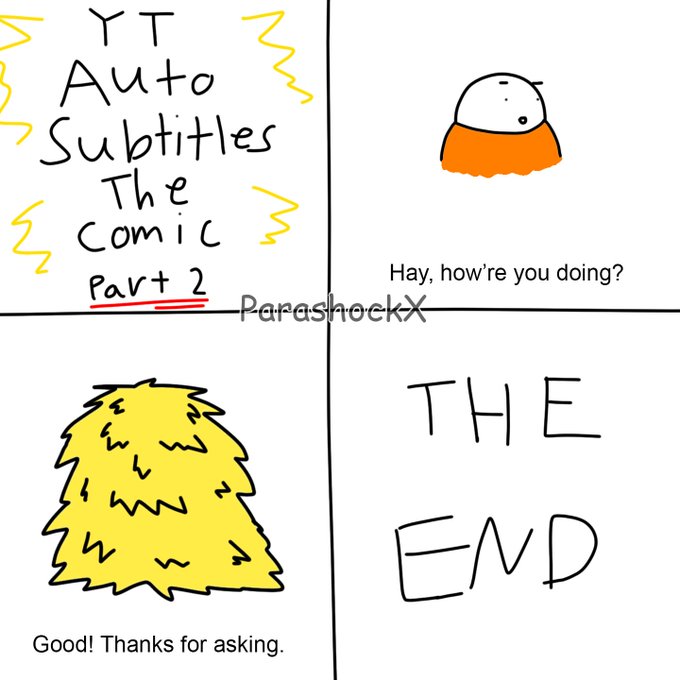 YT
Auto
Subtitles
The
Comic
Part 2
Hay, how're you doing?
ParashockX
Good! Thanks for asking.
THE
END